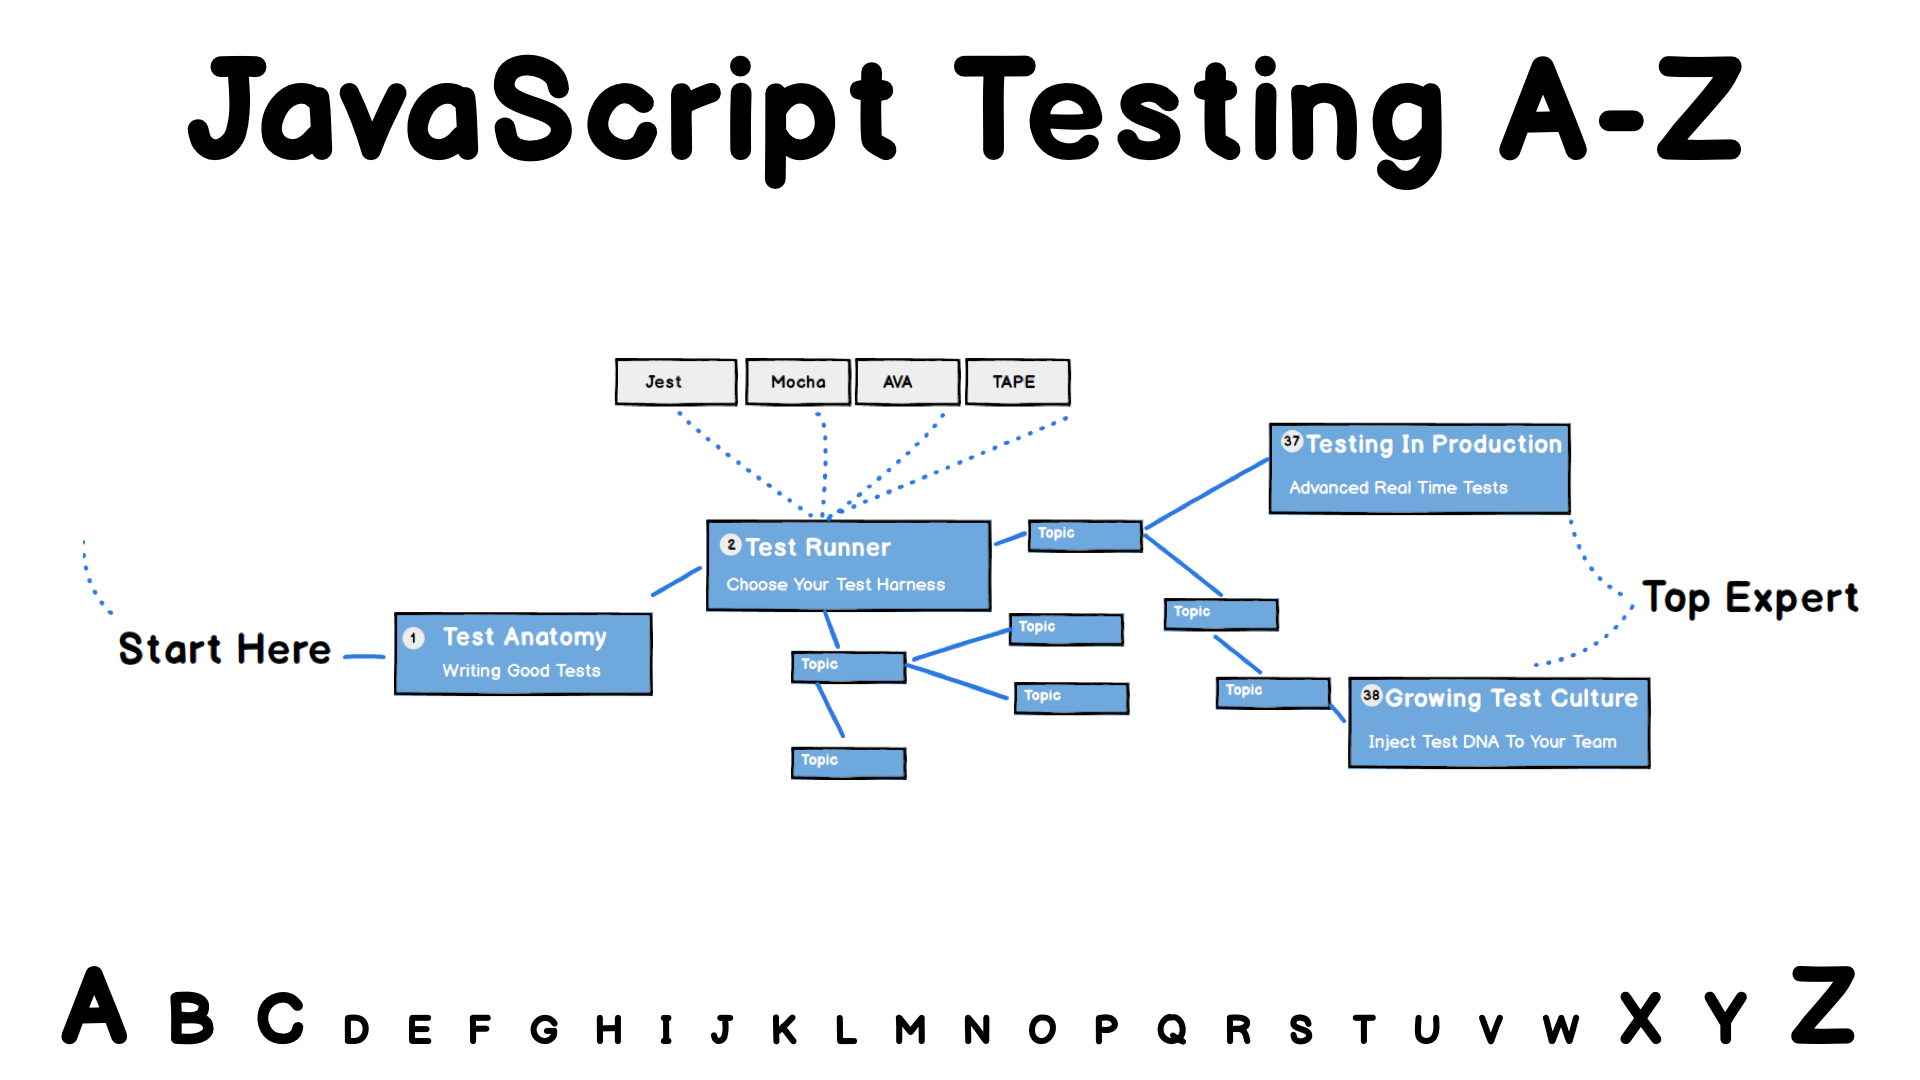 JavaScript Testing A-Z
Jest
Mocha
AVA
TAPE
37 Testing In Production
Advanced Real Time Tests
2 Test Runner
Choose Your Test Harness
Topic
Top Expert
Start Here
1 Test Anatomy
Writing Good Tests
Topic
Topic
Topic
Topic
Topic
38 Growing Test Culture
Inject Test DNA To Your Team
Topic
A B C D E F G H I J K L M N O P Q R S T U V W X Y Z